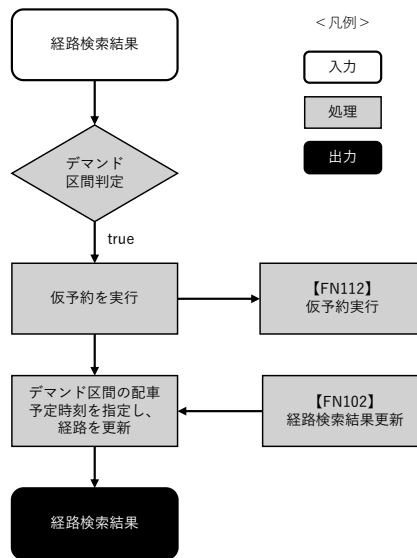 経路検索結果
＜凡例＞
入力
処理
出力
デマンド
区間判定
true
仮予約を実行
【FN112】
仮予約実行
デマンド区間の配車
予定時刻を指定し、
経路を更新
【FN102】
経路検索結果更新
経路検索結果